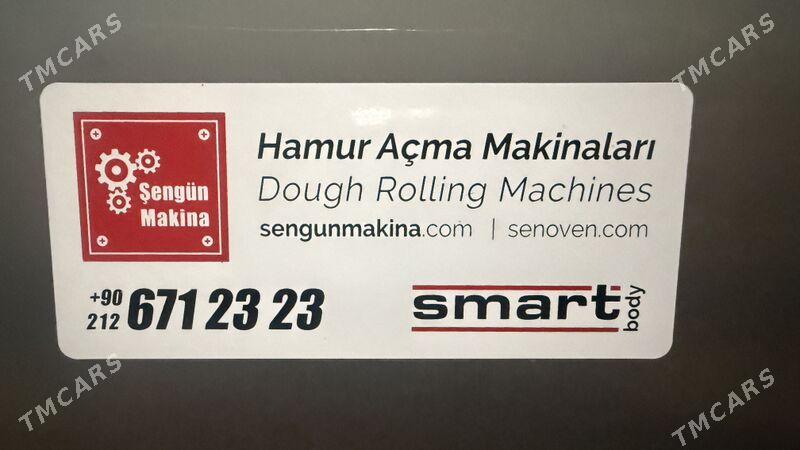 TMCARS
TMCARS
Şengün
Makina
Hamur Açma Makinaları
Dough Rolling Machines
sengunmakina.com | senoven.com
+90
212 671 23 23
smart body
TMCARS
TMCARS